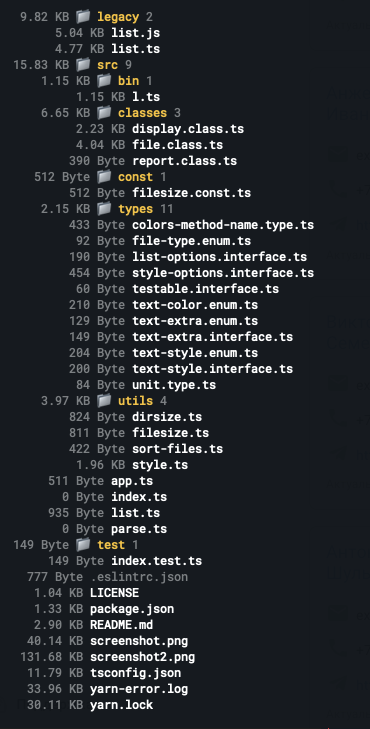 9.82 KB 📁 legacy 2
5.04 KB list.js
4.77 KB list.ts
15.83 KB 📁 src 9
1.15 KB 📁 bin 1
1.15 KB l.ts
6.65 KB 📁 classes 3
2.23 KB display.class.ts
4.04 KB file.class.ts
390 Byte report.class.ts
512 Byte 📁 const 1
512 Byte filesize.const.ts
2.15 KB 📁 types 11
433 Byte colors-method-name.type.ts
92 Byte file-type.enum.ts
190 Byte list-options.interface.ts
454 Byte style-options.interface.ts
60 Byte testable.interface.ts
210 Byte text-color.enum.ts
129 Byte text-extra.enum.ts
149 Byte text-extra.interface.ts
204 Byte text-style.enum.ts
200 Byte text-style.interface.ts
84 Byte unit.type.ts
3.97 KB 📁 utils 4
824 Byte dirsize.ts
811 Byte filesize.ts
422 Byte sort-files.ts
1.96 KB style.ts
511 Byte app.ts
0 Byte index.ts
935 Byte list.ts
0 Byte parse.ts
149 Byte 📁 test 1
149 Byte index.test.ts
777 Byte .eslintrc.json
1.04 KB LICENSE
1.33 KB package.json
2.90 KB README.md
40.14 KB screenshot.png
131.68 KB screenshot2.png
11.79 KB tsconfig.json
33.96 KB yarn-error.log
30.11 KB yarn.lock